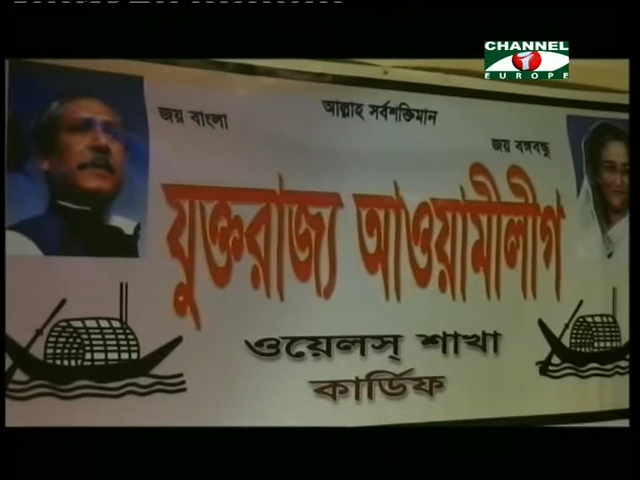 CHANNEL
i
EUROPE
জয় বাংলা
আল্লাহ সর্বশক্তিমান
জয় বঙ্গবন্ধু
যুক্তরাজ্য আওয়ামীলীগ
ওয়েলস্ শাখা
কার্ডিফ